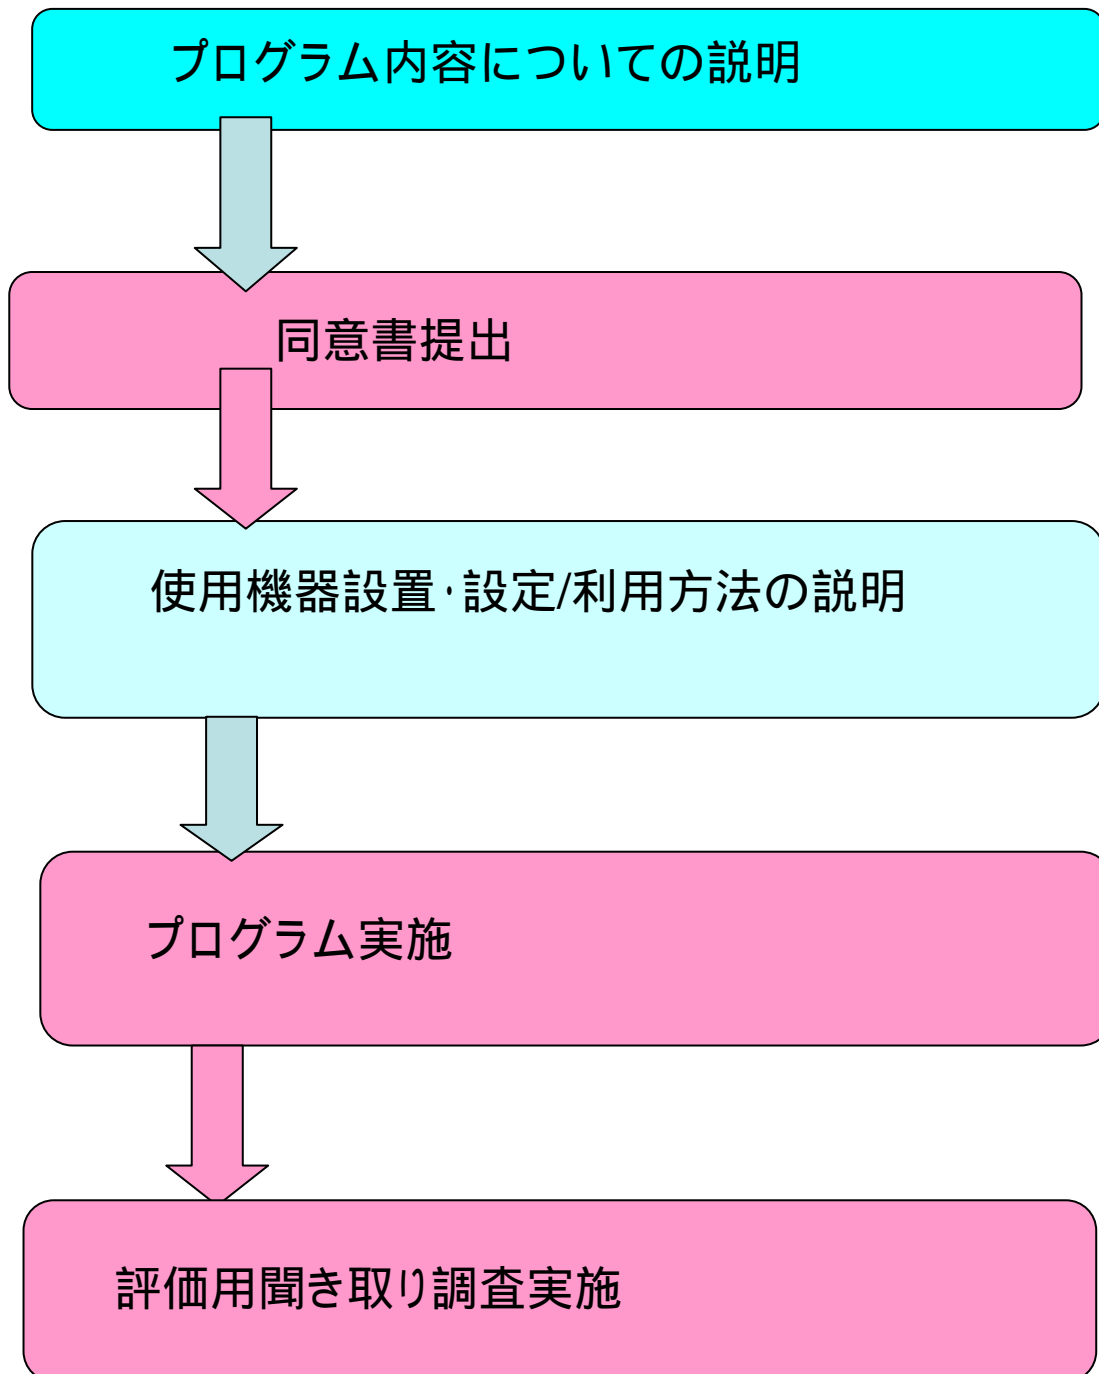 プログラム内容についての説明
同意書提出
使用機器設置・設定/利用方法の説明
プログラム実施
評価用聞き取り調査実施